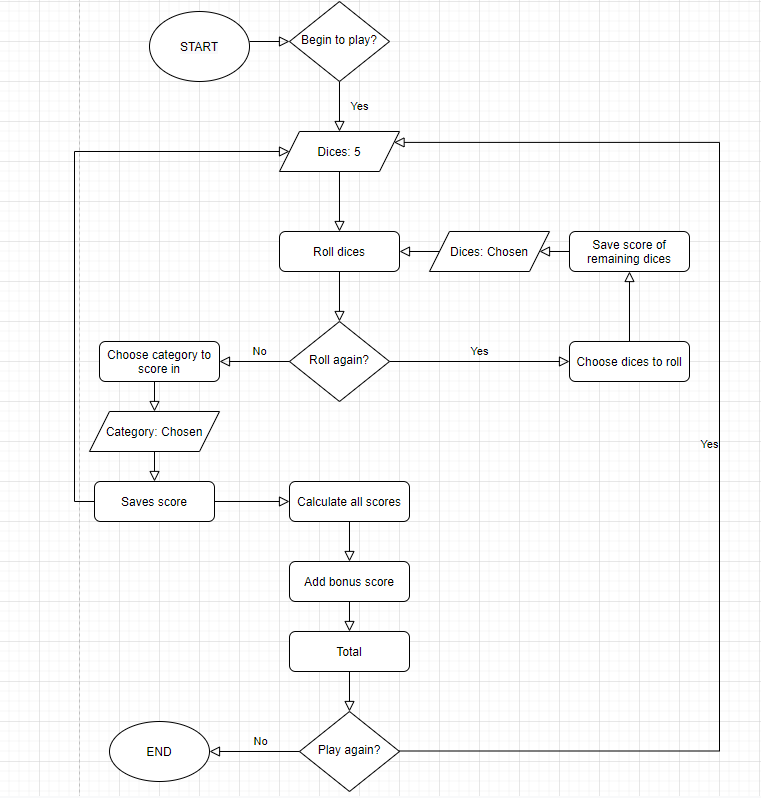 START
Begin to play?
Yes
Dices: 5
Roll dices
Dices: Chosen
Save score of
remaining dices
Choose category to
score in
No
Roll again?
Yes
Choose dices to roll
Category: Chosen
Yes
Saves score
Calculate all scores
Add bonus score
Total
END
No
Play again?